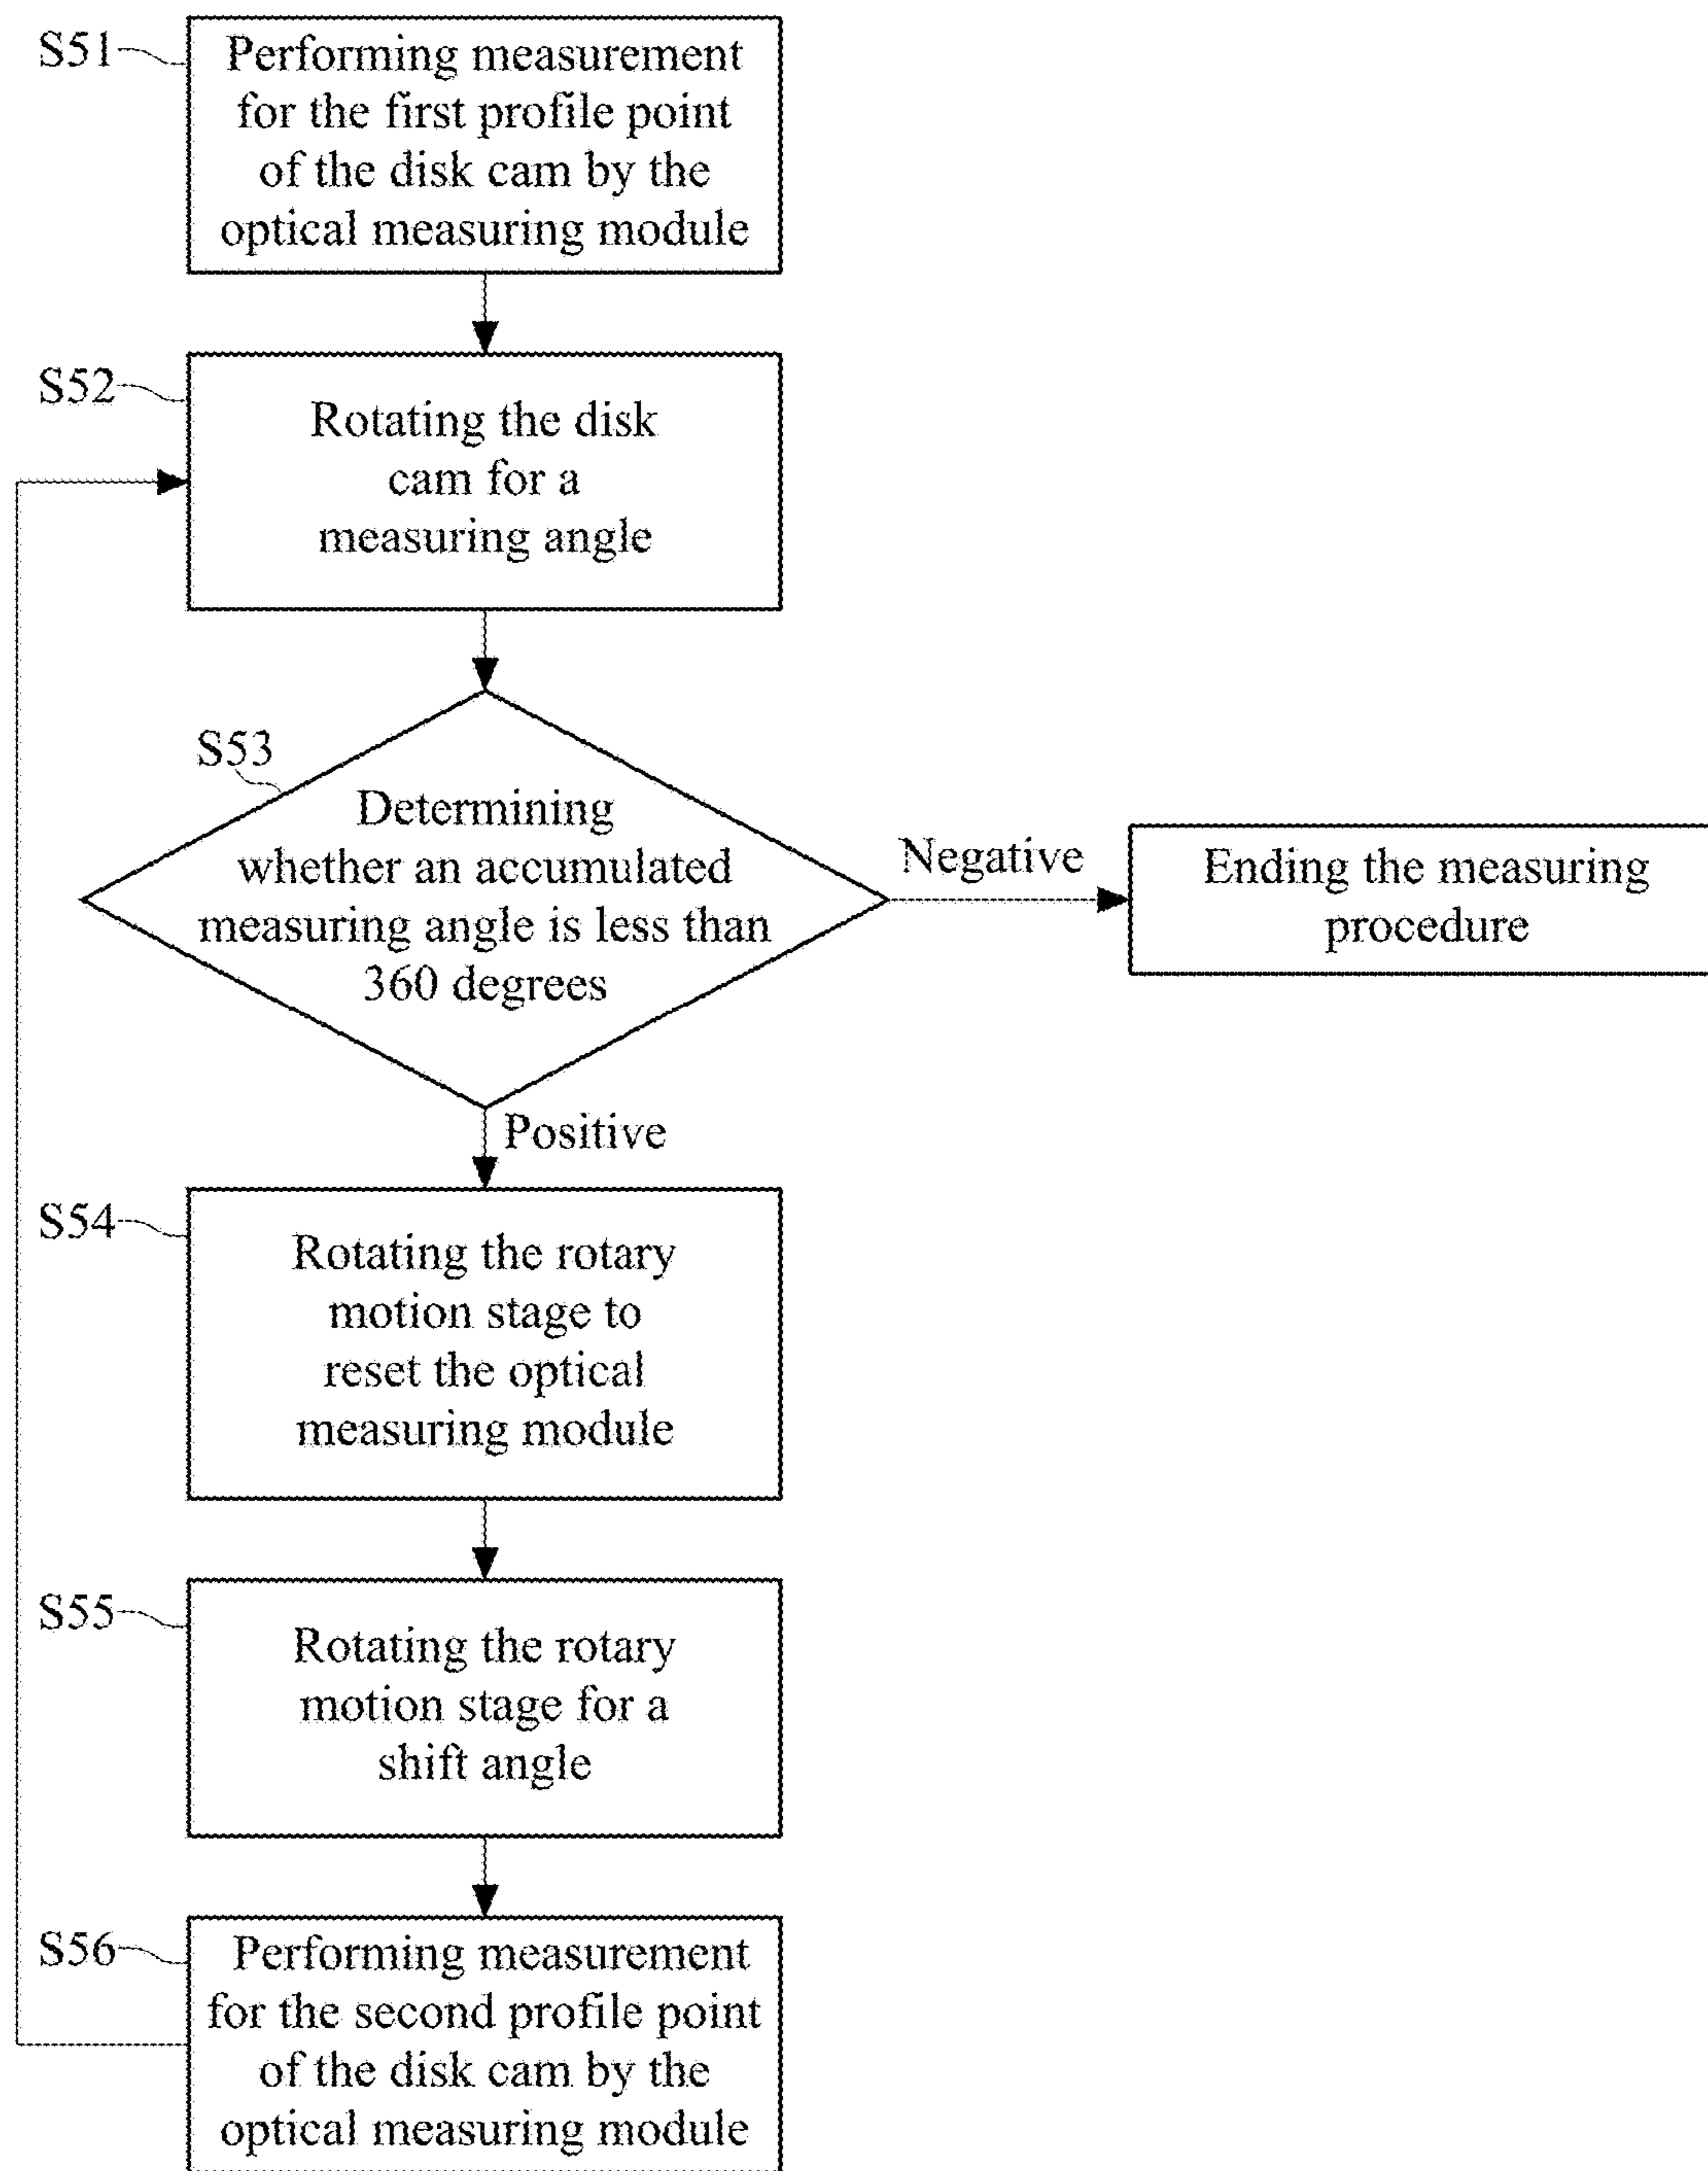 S51
Performing measurement
for the first profile point
of the disk cam by the
optical measuring module
S52
Rotating the disk
cam for a
measuring angle
S53
Determining
whether an accumulated
measuring angle is less than
360 degrees
Negative
Ending the measuring
procedure
Positive
S54
Rotating the rotary
motion stage to
reset the optical
measuring module
S55
Rotating the rotary
motion stage for a
shift angle
S56
Performing measurement
for the second profile point
of the disk cam by the
optical measuring module